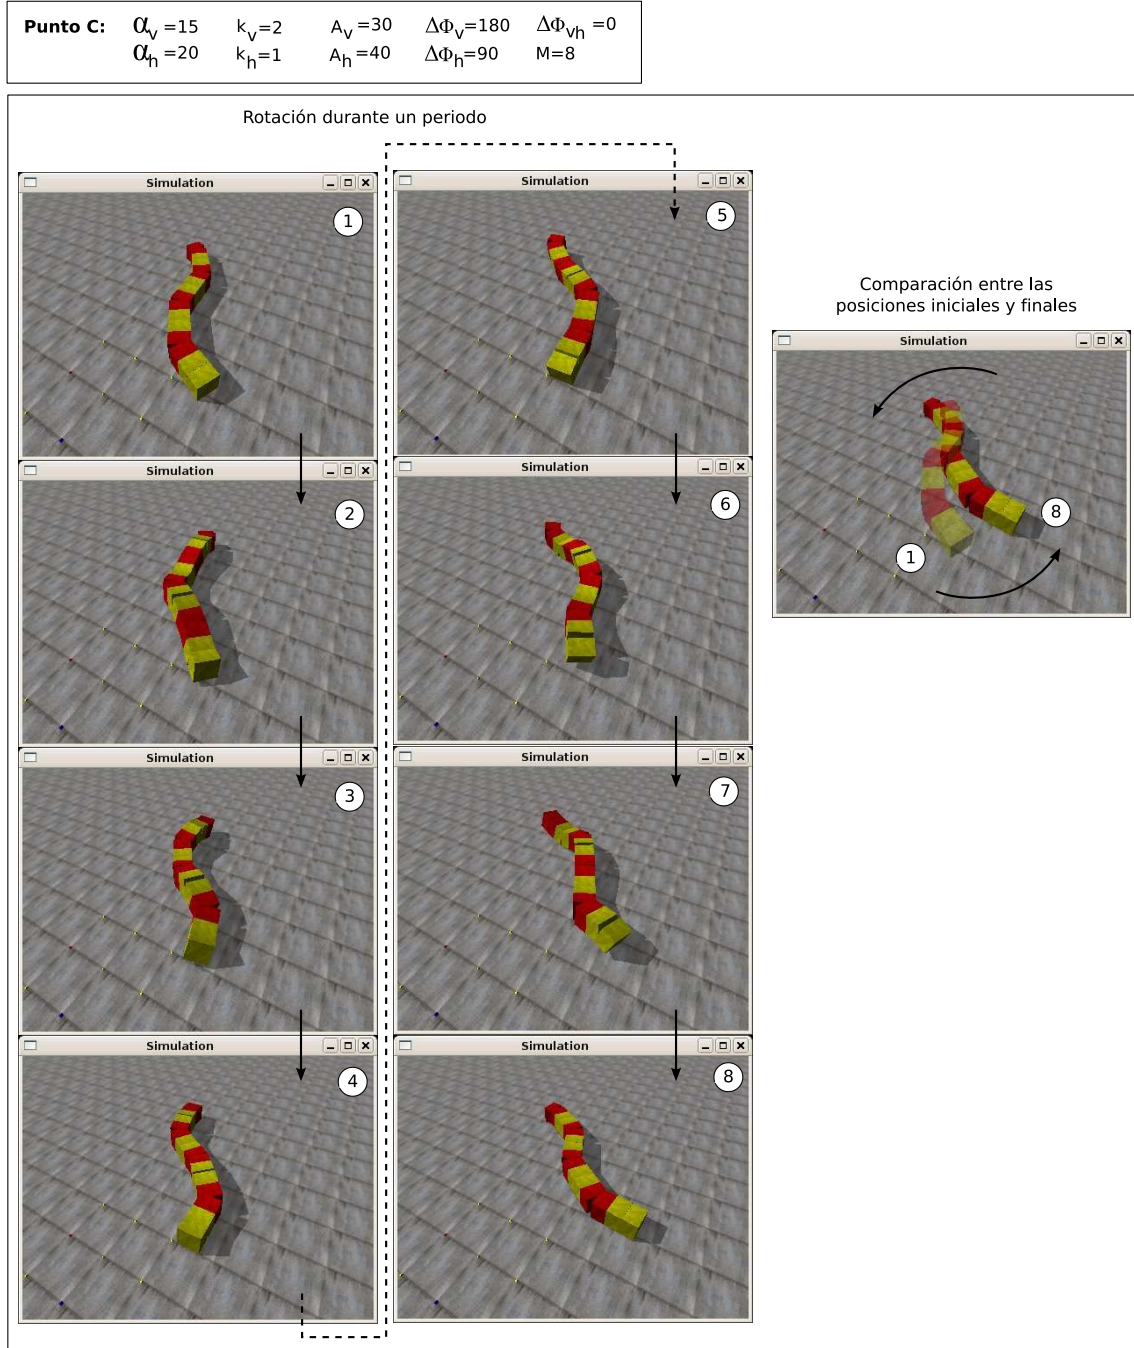 Punto C: αv =15 kv=2 Av =30 ΔΦv=180 ΔΦvh =0
αh =20 kh=1 Ah =40 ΔΦh=90 M=8
Rotación durante un periodo
Simulation
1
Simulation
2
Simulation
3
Simulation
4
Simulation
5
Simulation
6
Simulation
7
Simulation
8
Comparación entre las
posiciones iniciales y finales
Simulation
8
1